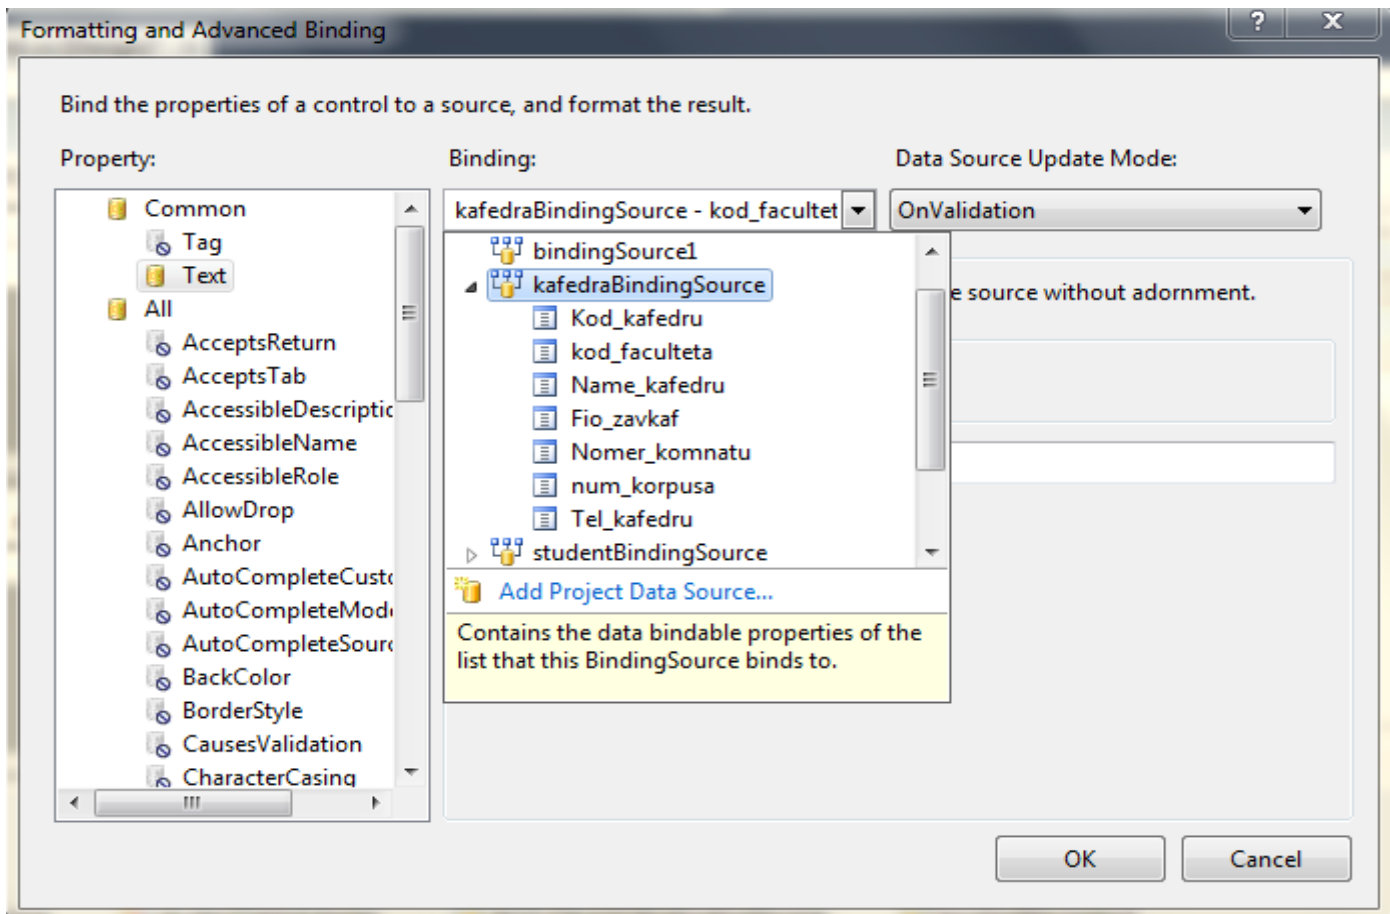 Formatting and Advanced Binding
?
X
Bind the properties of a control to a source, and format the result.
Property:
Binding:
Data Source Update Mode:
Common
Tag
Text
All
AcceptsReturn
AcceptsTab
AccessibleDescriptic
AccessibleName
AccessibleRole
AllowDrop
Anchor
AutoCompleteCusto
AutoCompleteMode
AutoCompleteSourc
BackColor
BorderStyle
CausesValidation
CharacterCasing
kafedraBindingSource - kod_facultet
OnValidation
bindingSource1
kafedraBindingSource
Kod_kafedru
kod_faculteta
Name_kafedru
Fio_zavkaf
Nomer_komnatu
num_korpusa
Tel_kafedru
studentBindingSource
Add Project Data Source...
Contains the data bindable properties of the
list that this BindingSource binds to.
e source without adornment.
OK
Cancel